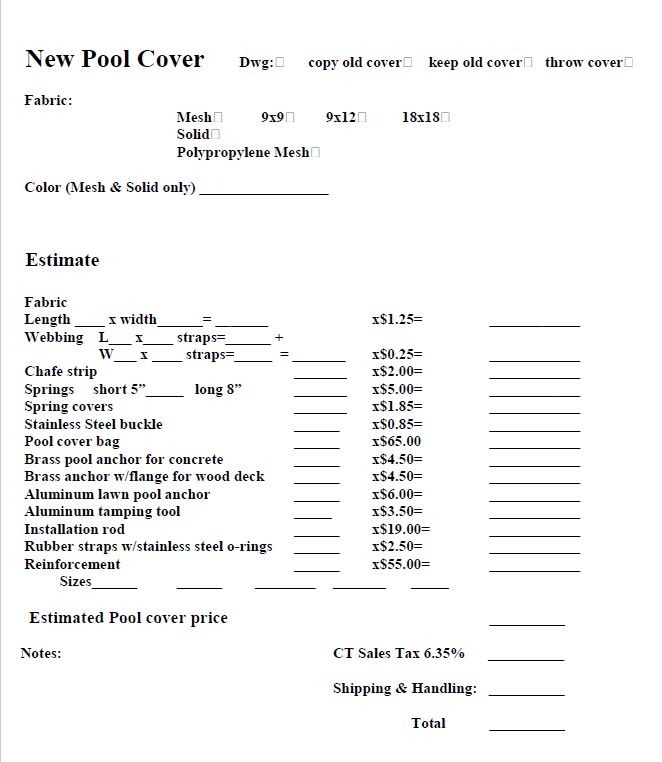 New Pool Cover Dwg:□ copy old cover□ keep old cover□ throw cover□
Fabric:
Mesh□ 9x9□ 9x12□ 18x18□
Solid□
Polypropylene Mesh□
Color (Mesh & Solid only) _________________
Estimate
Fabric
Length ____ x width______= _______ x$1.25= ____________
Webbing L___ x____ straps=______ +
W___ x ____ straps=_____ = _______ x$0.25= ____________
Chafe strip _______ x$2.00= ____________
Springs short 5”_____ long 8” _______ x$5.00= ____________
Spring covers _______ x$1.85= ____________
Stainless Steel buckle ______ x$0.85= ____________
Pool cover bag ______ x$65.00 ____________
Brass pool anchor for concrete ______ x$4.50= ____________
Brass anchor w/flange for wood deck ______ x$4.50= ____________
Aluminum lawn pool anchor ______ x$6.00= ____________
Aluminum tamping tool _____ x$3.50= ____________
Installation rod ______ x$19.00= ____________
Rubber straps w/stainless steel o-rings ______ x$2.50= ____________
Reinforcement ______ x$55.00= ____________
Sizes______ ______ ________ _______ _____
Estimated Pool cover price __________
Notes: CT Sales Tax 6.35% __________
Shipping & Handling: __________
Total __________